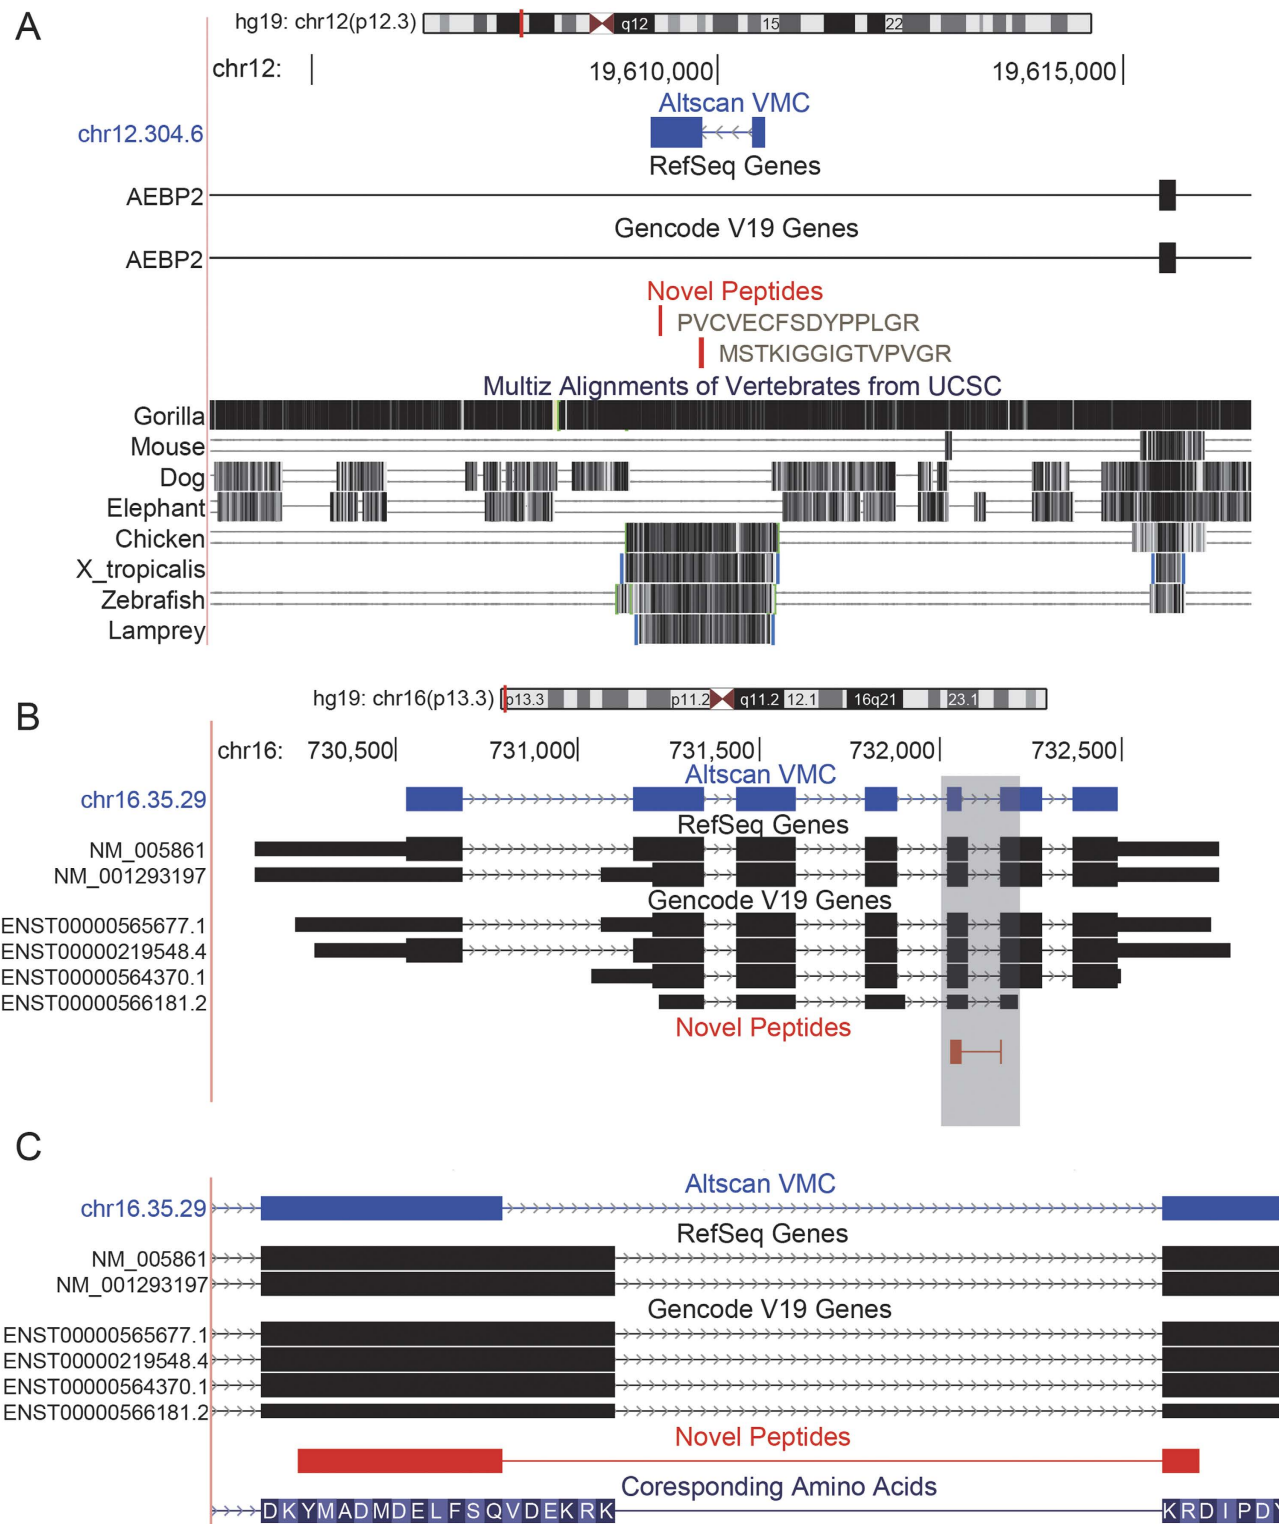 A
hg19: chr12(p12.3) q12 15 22
chr12: 19,610,000 19,615,000
Altscan VMC
chr12.304.6
RefSeq Genes
AEBP2
Gencode V19 Genes
AEBP2
Novel Peptides
PVCVECFSDYPPLGR
MSTKIGGIGTVPVGR
Multiz Alignments of Vertebrates from UCSC
Gorilla
Mouse
Dog
Elephant
Chicken
X_tropicalis
Zebrafish
Lamprey
B
hg19: chr16(p13.3) p13.3 p11.2 q11.2 12.1 16q21 23.1
chr16: 730,500 731,000 731,500 732,000 732,500
Altscan VMC
chr16.35.29
RefSeq Genes
NM_005861
NM_001293197
Gencode V19 Genes
ENST00000565677.1
ENST00000219548.4
ENST00000564370.1
ENST00000566181.2
Novel Peptides
C
Altscan VMC
chr16.35.29
RefSeq Genes
NM_005861
NM_001293197
Gencode V19 Genes
ENST00000565677.1
ENST00000219548.4
ENST00000564370.1
ENST00000566181.2
Novel Peptides
Coresponding Amino Acids
D K Y M A D M D E L F S Q V D E K R K K R D I P D Y